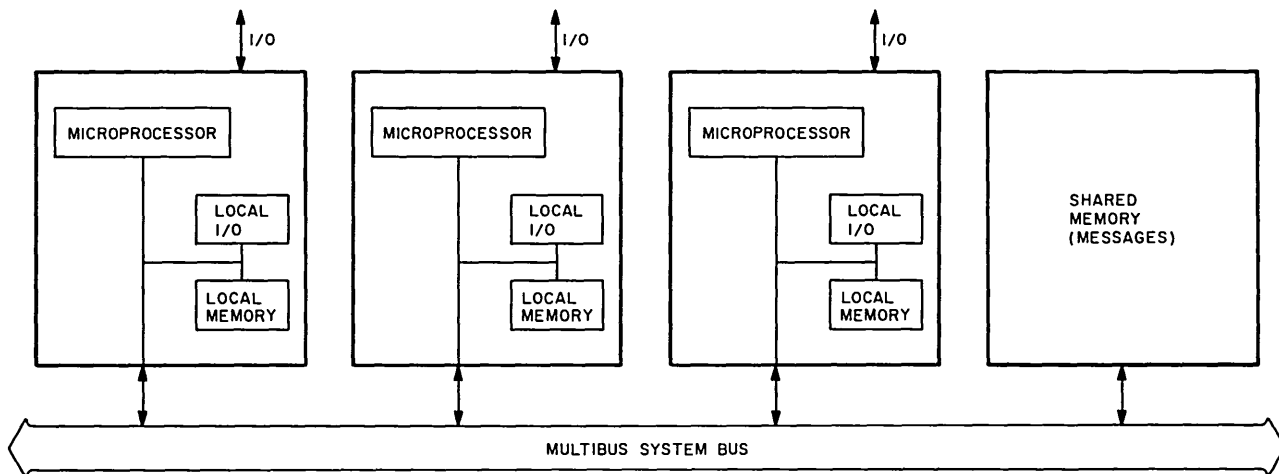 I/O
I/O
I/O
MICROPROCESSOR
LOCAL
I/O
LOCAL
MEMORY
MICROPROCESSOR
LOCAL
I/O
LOCAL
MEMORY
MICROPROCESSOR
LOCAL
I/O
LOCAL
MEMORY
SHARED
MEMORY
(MESSAGES)
MULTIBUS SYSTEM BUS